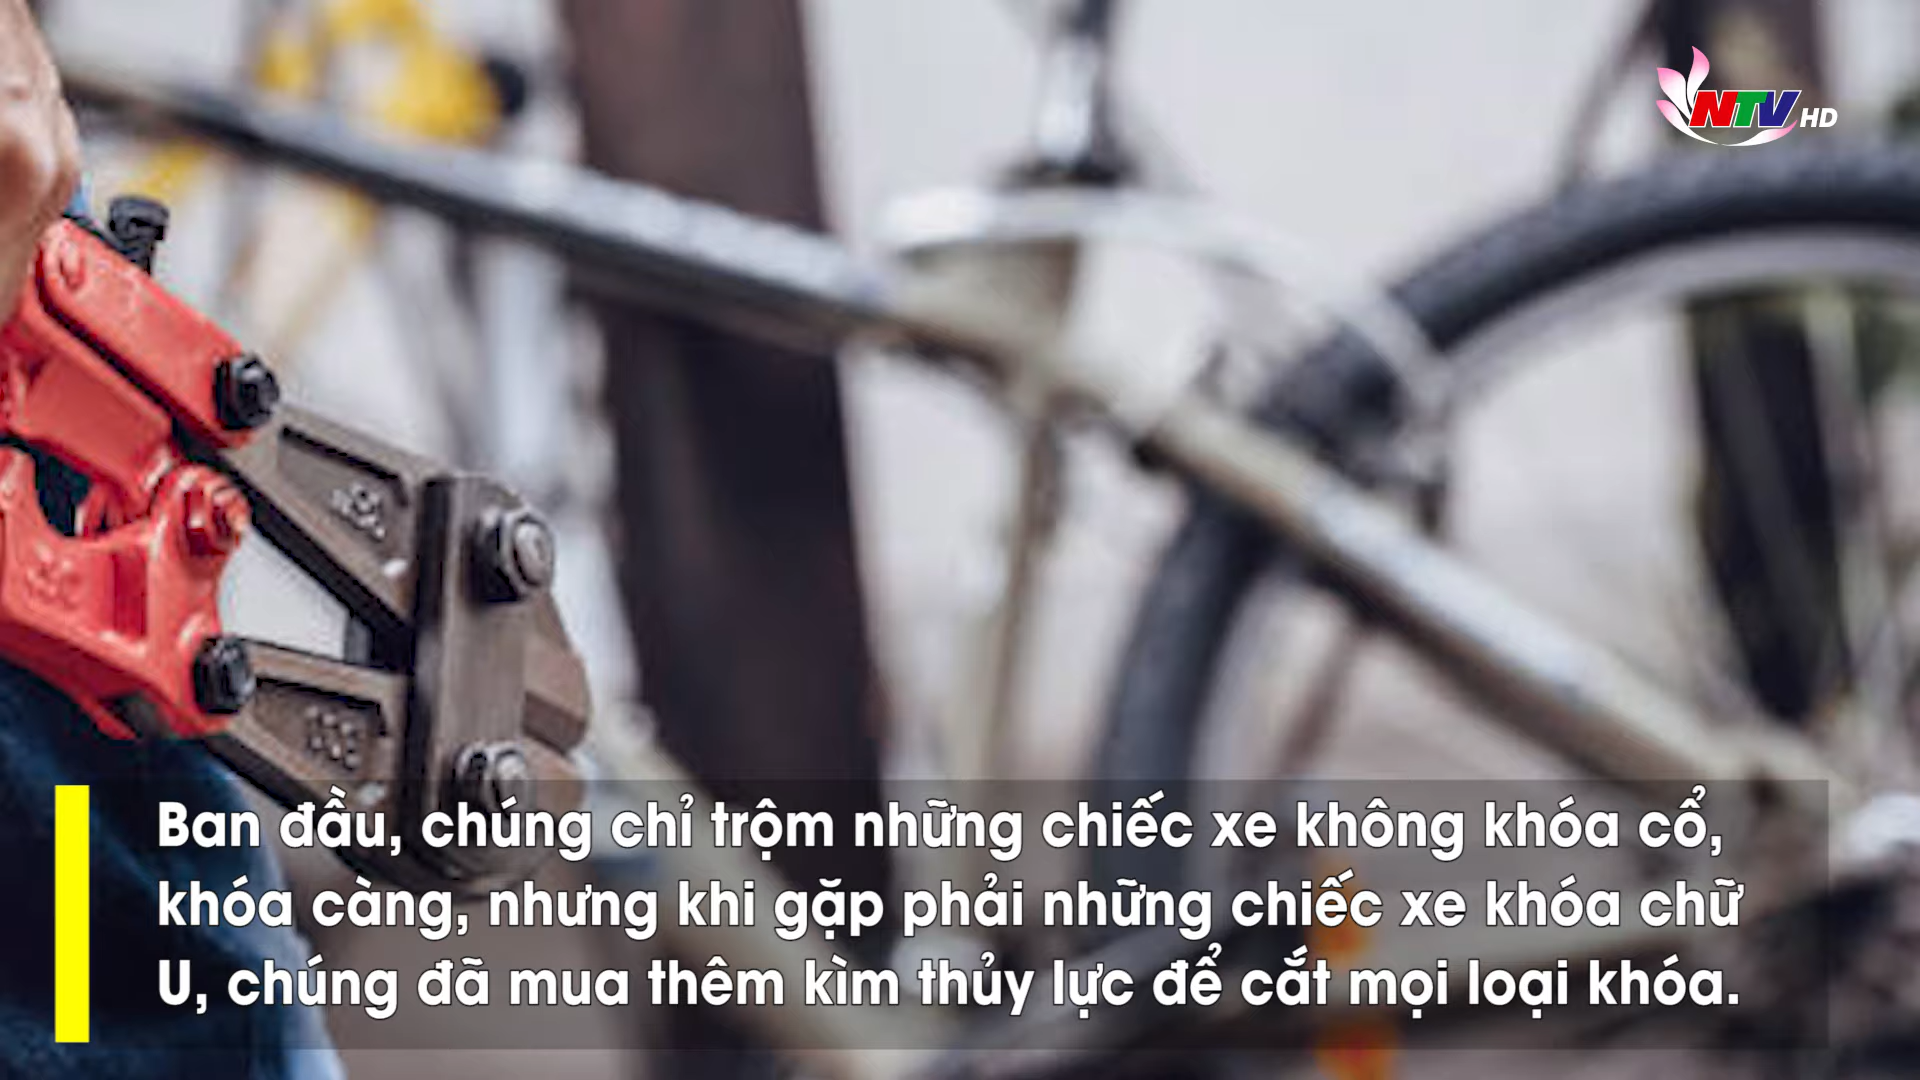 NTV HD
Ban đầu, chúng chỉ trộm những chiếc xe không khóa cổ,
khóa càng, nhưng khi gặp phải những chiếc xe khóa chữ
U, chúng đã mua thêm kìm thủy lực để cắt mọi loại khóa.